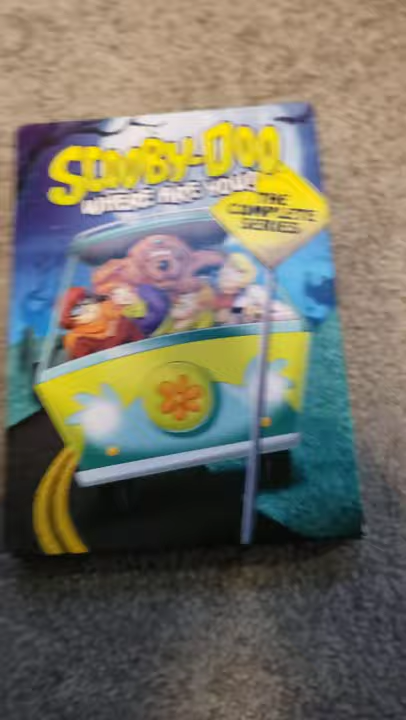 SCOOBY-DOO
WHERE ARE YOU!
THE
COMPLETE
SERIES